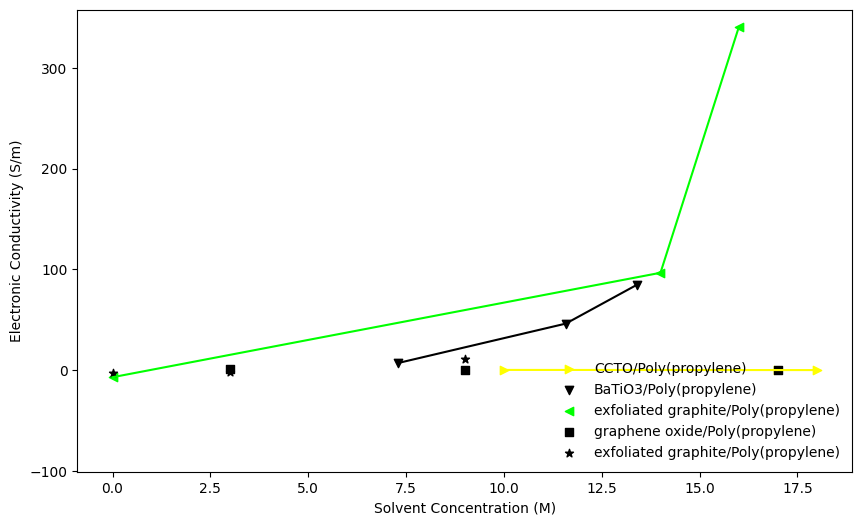 300
200
100
0
−100
Electronic Conductivity (S/m)
CCTO/Poly(propylene)
BaTiO3/Poly(propylene)
exfoliated graphite/Poly(propylene)
graphene oxide/Poly(propylene)
exfoliated graphite/Poly(propylene)
0.0 2.5 5.0 7.5 10.0 12.5 15.0 17.5
Solvent Concentration (M)